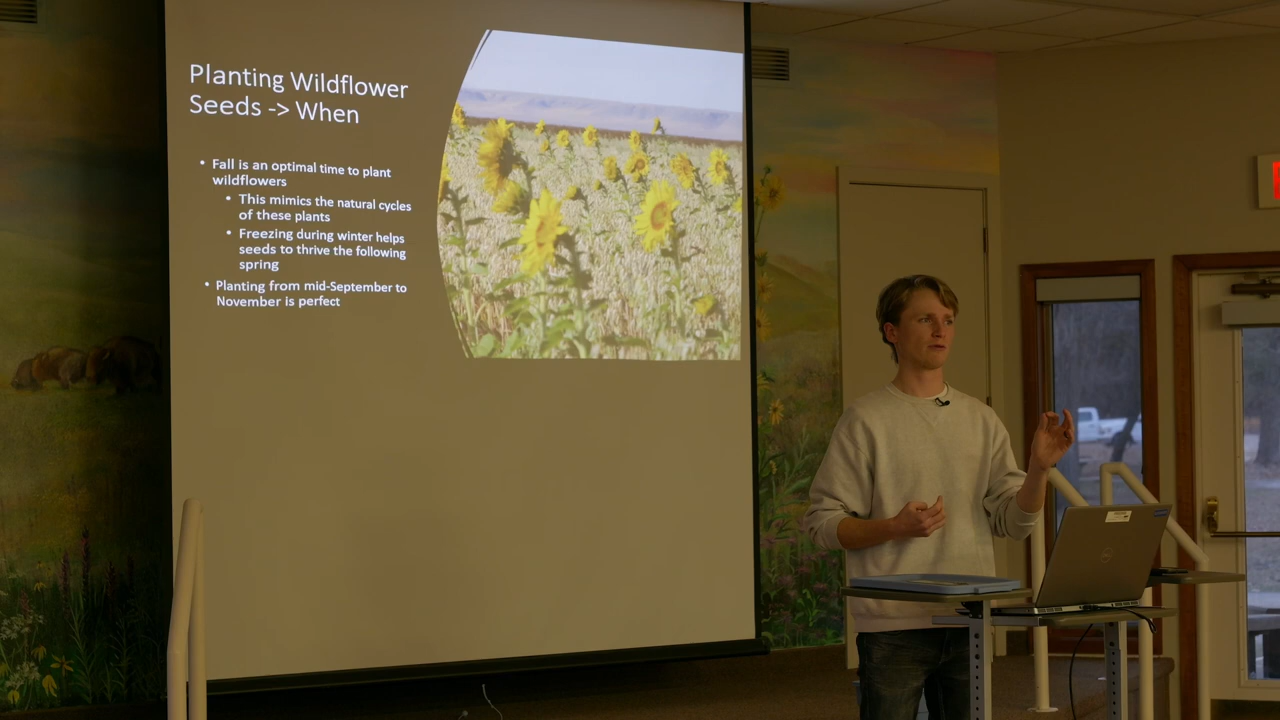 Planting Wildflower
Seeds -> When
• Fall is an optimal time to plant
wildflowers
• This mimics the natural cycles
of these plants
• Freezing during winter helps
seeds to thrive the following
spring
• Planting from mid-September to
November is perfect